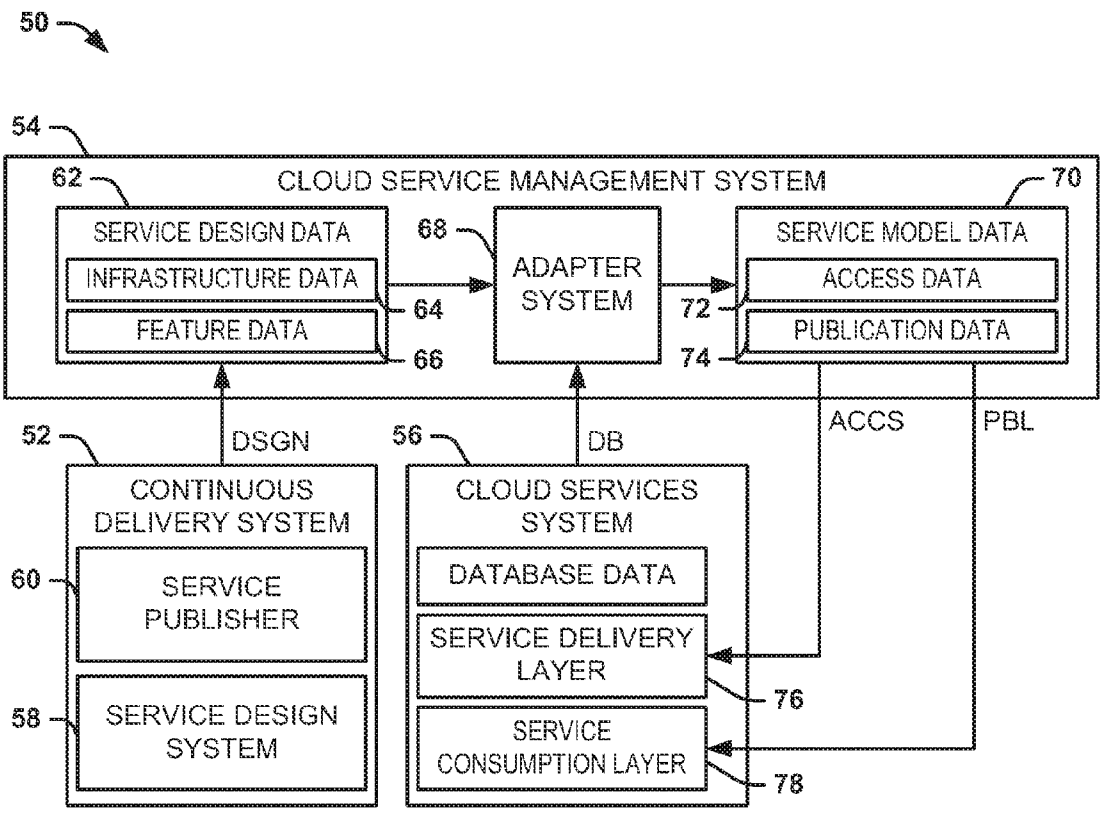 50
54
62
CLOUD SERVICE MANAGEMENT SYSTEM
70
SERVICE DESIGN DATA
INFRASTRUCTURE DATA
64
FEATURE DATA
66
68
ADAPTER
SYSTEM
SERVICE MODEL DATA
72
ACCESS DATA
74
PUBLICATION DATA
52
DSGN
56
DB
ACCS
PBL
CONTINUOUS
DELIVERY SYSTEM
60
SERVICE
PUBLISHER
58
SERVICE DESIGN
SYSTEM
CLOUD SERVICES
SYSTEM
DATABASE DATA
SERVICE DELIVERY
LAYER
76
SERVICE
CONSUMPTION LAYER
78